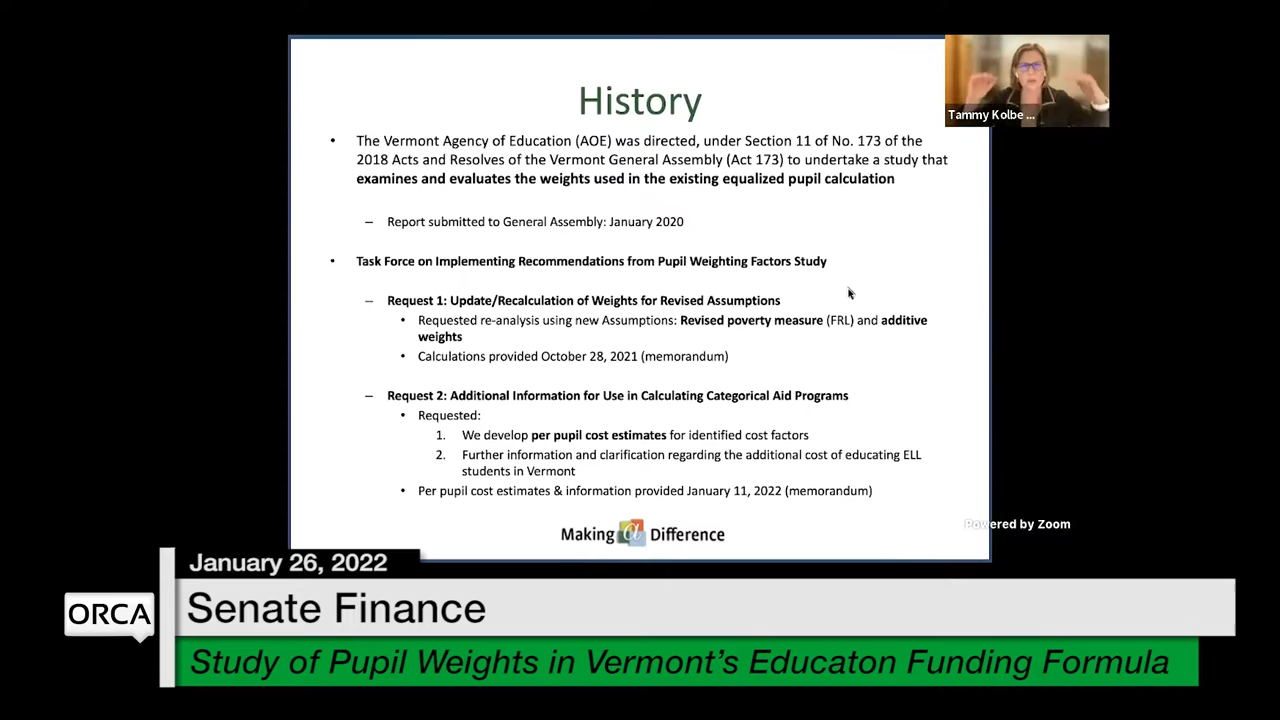 History
Tammy Kolbe ...
• The Vermont Agency of Education (AOE) was directed, under Section 11 of No. 173 of the
2018 Acts and Resolves of the Vermont General Assembly (Act 173) to undertake a study that
examines and evaluates the weights used in the existing equalized pupil calculation
– Report submitted to General Assembly: January 2020
• Task Force on Implementing Recommendations from Pupil Weighting Factors Study
– Request 1: Update/Recalculation of Weights for Revised Assumptions
• Requested re-analysis using new Assumptions: Revised poverty measure (FRL) and additive
weights
• Calculations provided October 28, 2021 (memorandum)
– Request 2: Additional Information for Use in Calculating Categorical Aid Programs
• Requested:
1. We develop per pupil cost estimates for identified cost factors
2. Further information and clarification regarding the additional cost of educating ELL
students in Vermont
• Per pupil cost estimates & information provided January 11, 2022 (memorandum)
Making a Difference
Powered by Zoom
January 26, 2022
ORCA
Senate Finance
Study of Pupil Weights in Vermont's Educaton Funding Formula